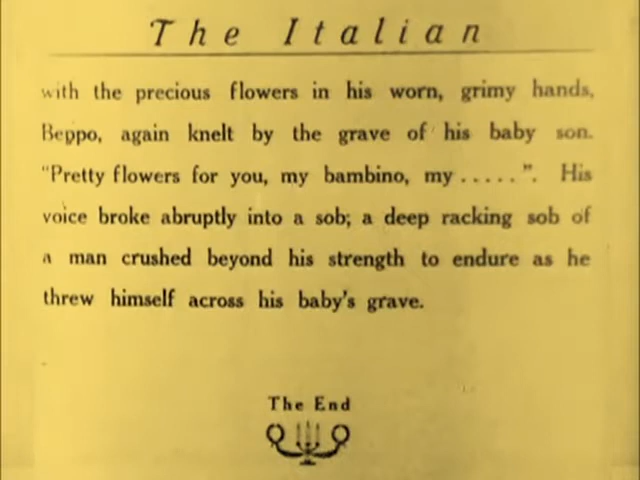 The Italian
with the precious flowers in his worn, grimy hands,
Beppo, again knelt by the grave of his baby son.
"Pretty flowers for you, my bambino, my . . . . . ". His
voice broke abruptly into a sob; a deep racking sob of
a man crushed beyond his strength to endure as he
threw himself across his baby's grave.
The End